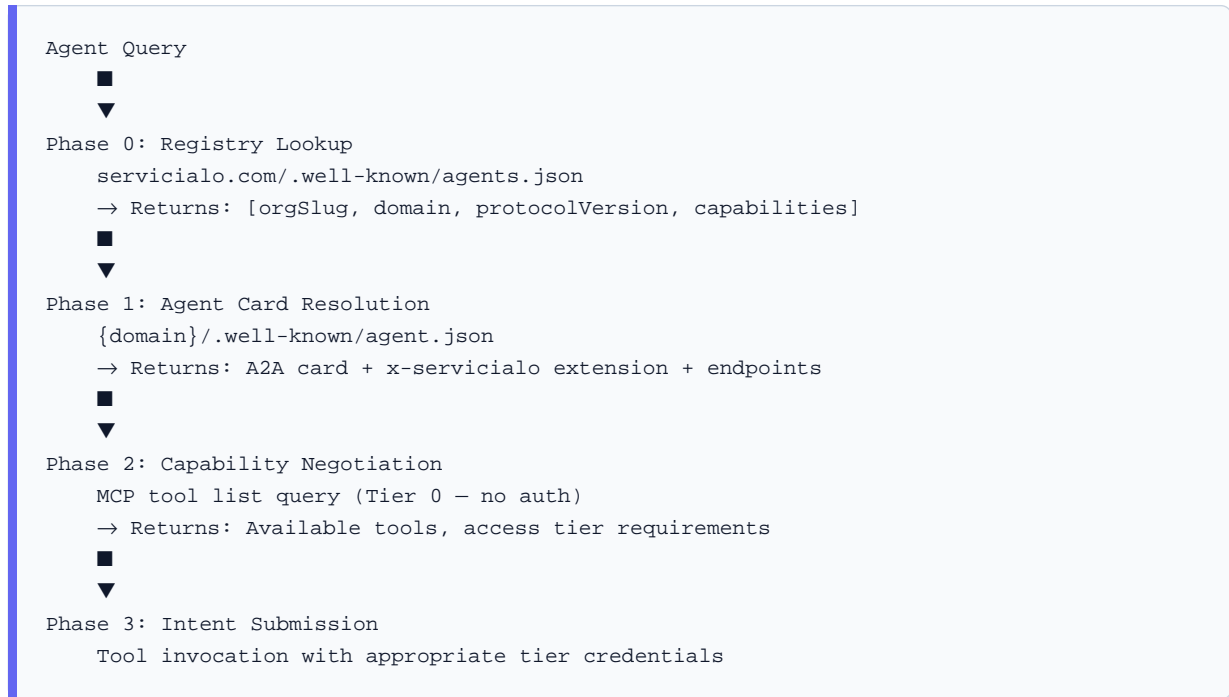 Agent Query
■
▼
Phase 0: Registry Lookup
servicialo.com/.well-known/agents.json
→ Returns: [orgSlug, domain, protocolVersion, capabilities]
■
▼
Phase 1: Agent Card Resolution
{domain}/.well-known/agent.json
→ Returns: A2A card + x-servicialo extension + endpoints
■
▼
Phase 2: Capability Negotiation
MCP tool list query (Tier 0 — no auth)
→ Returns: Available tools, access tier requirements
■
▼
Phase 3: Intent Submission
Tool invocation with appropriate tier credentials